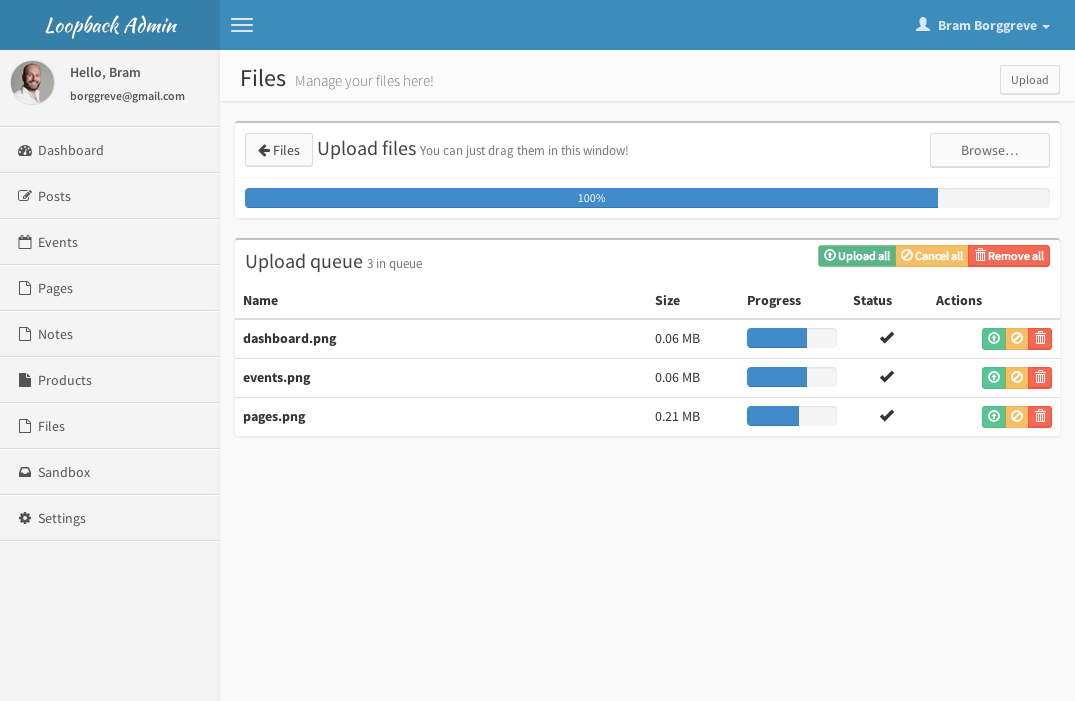 Loopback Admin
Bram Borggreve
Hello, Bram
borggreve@gmail.com
Dashboard
Posts
Events
Pages
Notes
Products
Files
Sandbox
Settings
Files Manage your files here!
Upload
Files Upload files You can just drag them in this window!
Browse…
100%
Upload queue 3 in queue
Upload all Cancel all Remove all
Name Size Progress Status Actions
dashboard.png 0.06 MB
events.png 0.06 MB
pages.png 0.21 MB